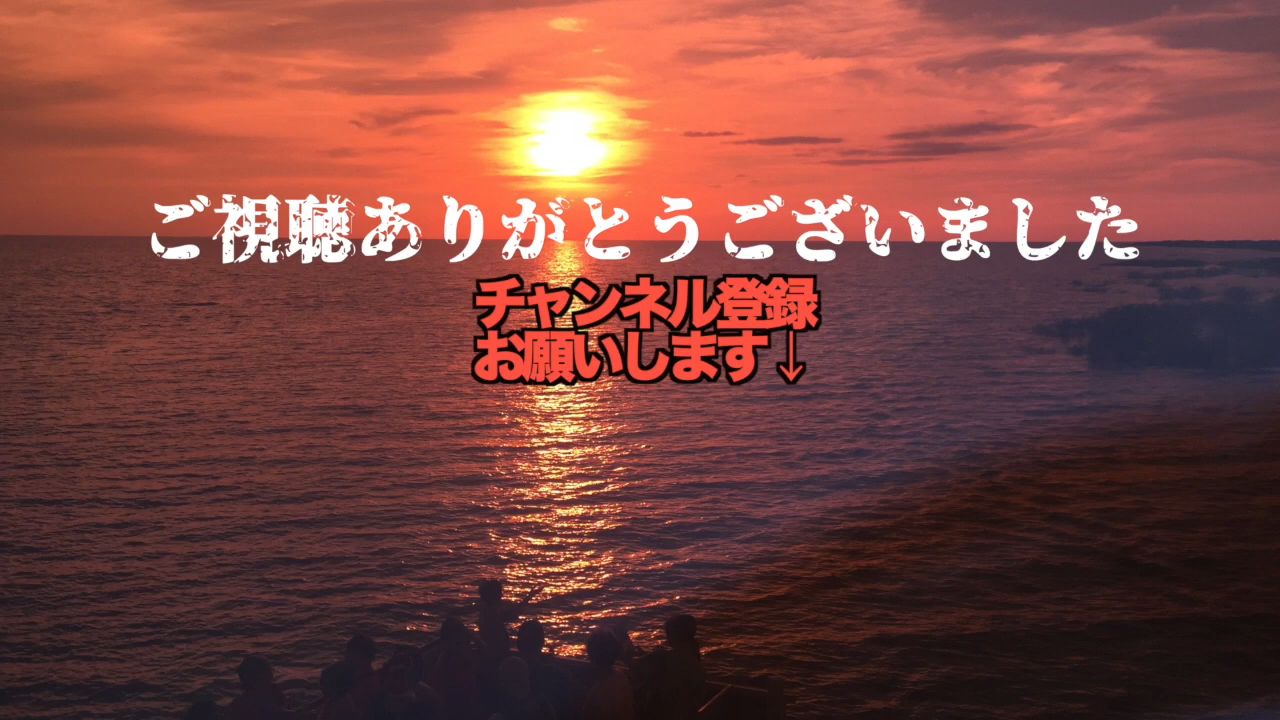 ご視聴ありがとうございました
チャンネル登録
お願いします↓